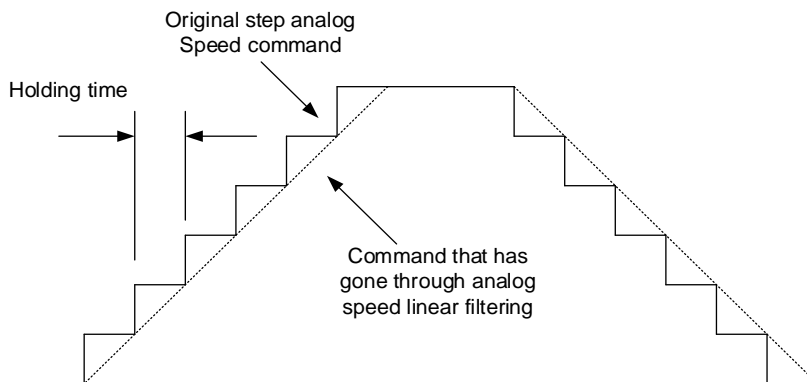 Original step analog
Speed command
Holding time
Command that has
gone through analog
speed linear filtering